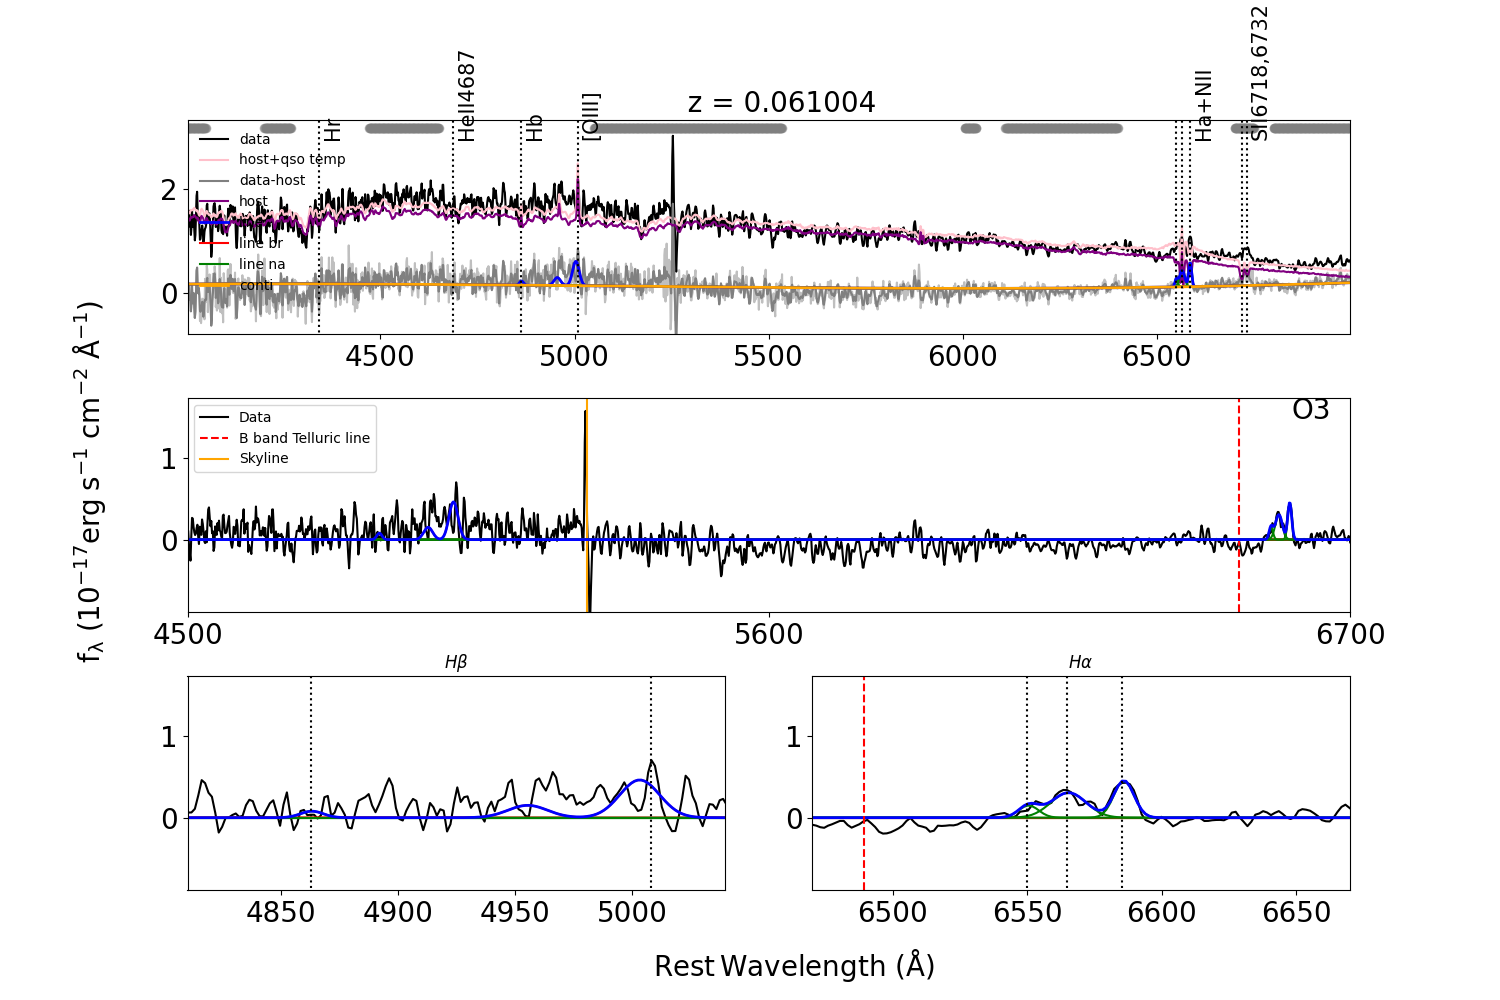 z = 0.061004
Hr
HeII4687
Hb
[OIII]
Ha+NII
SII6718,6732
data
host+qso temp
data-host
host
line br
line na
conti
2
0
4500 5000 5500 6000 6500
f_λ (10^{-17} erg s^{-1} cm^{-2} Å^{-1})
O3
Data
B band Telluric line
Skyline
1
0
4500 5600 6700
Hβ
1
0
4850 4900 4950 5000
Hα
1
0
6500 6550 6600 6650
Rest Wavelength (Å)